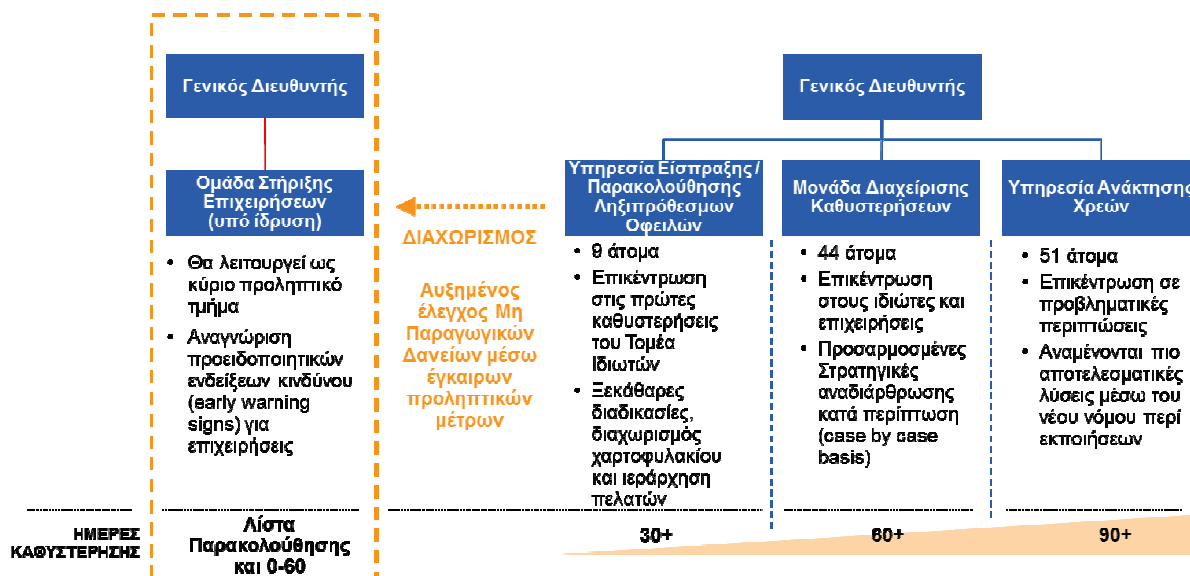 Γενικός Διευθυντής
Ομάδα Στήριξης
Επιχειρήσεων
(υπό ίδρυση)
• Θα λειτουργεί ως
κύριο προληπτικό
τμήμα
• Αναγνώριση
προειδοποιητικών
ενδείξεων κινδύνου
(early warning
signs) για
επιχειρήσεις
ΔΙΑΧΩΡΙΣΜΟΣ
Αυξημένος
έλεγχος Μη
Παραγωγικών
Δανείων μέσω
έγκαιρων
προληπτικών
μέτρων
Γενικός Διευθυντής
Υπηρεσία Είσπραξης /
Παρακολούθησης
Ληξιπρόθεσμων
Οφειλών
• 9 άτομα
• Επικέντρωση
στις πρώτες
καθυστερήσεις
του Τομέα
Ιδιωτών
• Ξεκάθαρες
διαδικασίες,
διαχωρισμός
χαρτοφυλακίου
και ιεράρχηση
πελατών
Μονάδα Διαχείρισης
Καθυστερήσεων
• 44 άτομα
• Επικέντρωση
στους ιδιώτες και
επιχειρήσεις
• Προσαρμοσμένες
Στρατηγικές
αναδιάρθρωσης
κατά περίπτωση
(case by case
basis)
Υπηρεσία Ανάκτησης
Χρεών
• 51 άτομα
• Επικέντρωση σε
προβληματικές
περιπτώσεις
• Αναμένονται πιο
αποτελεσματικές
λύσεις μέσω του
νέου νόμου περί
εκποιήσεων
ΗΜΕΡΕΣ
ΚΑΘΥΣΤΕΡΗΣΗΣ
Λίστα
Παρακολούθησης
και 0-60
30+
60+
90+